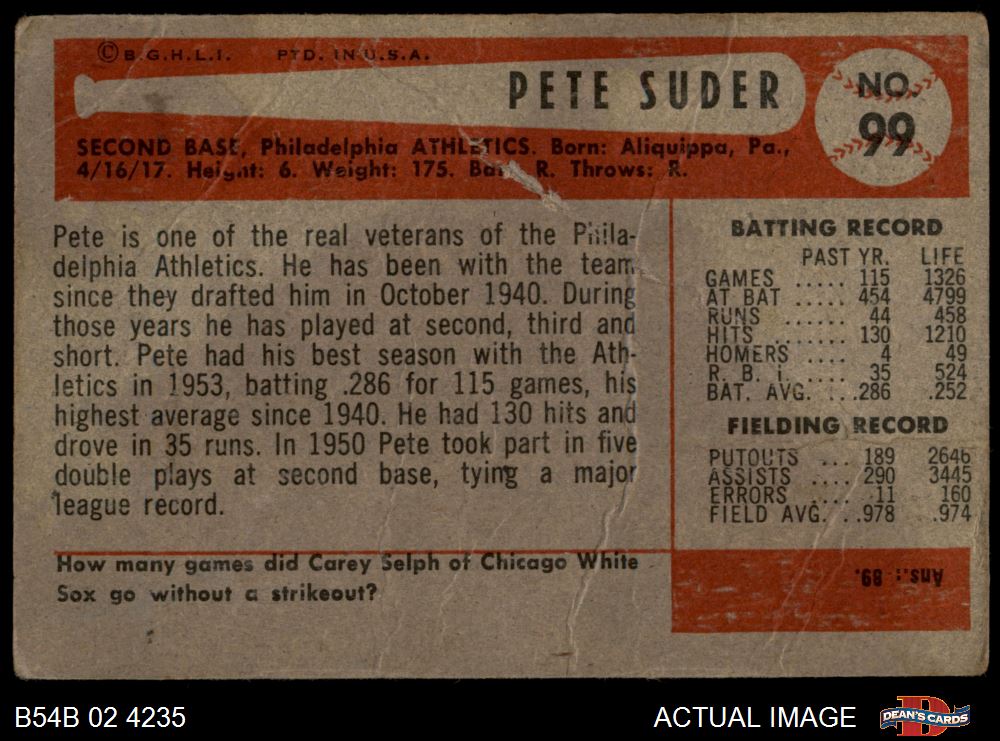 © B.G.H.L.I. PTD. IN U.S.A.
PETE SUDER
NO.
99
SECOND BASE, Philadelphia ATHLETICS. Born: Aliquippa, Pa.,
4/16/17. Height: 6. Weight: 175. Bats: R. Throws: R.
Pete is one of the real veterans of the Phila-
delphia Athletics. He has been with the team
since they drafted him in October 1940. During
those years he has played at second, third and
short. Pete had his best season with the Ath-
letics in 1953, batting .286 for 115 games, his
highest average since 1940. He had 130 hits and
drove in 35 runs. In 1950 Pete took part in five
double plays at second base, tying a major
league record.
How many games did Carey Selph of Chicago White
Sox go without a strikeout?
BATTING RECORD
PAST YR. LIFE
GAMES ..... 115 1326
AT BAT ..... 454 4799
RUNS ...... 44 458
HITS ...... 130 1210
HOMERS .... 4 49
R. B. I. .... 35 524
BAT. AVG. ...286 .252
FIELDING RECORD
PUTOUTS ... 189 2646
ASSISTS .... 290 3445
ERRORS .... 11 160
FIELD AVG. ..978 .974
Ans.: 89.
B54B 02 4235
ACTUAL IMAGE
D
DEAN'S CARDS